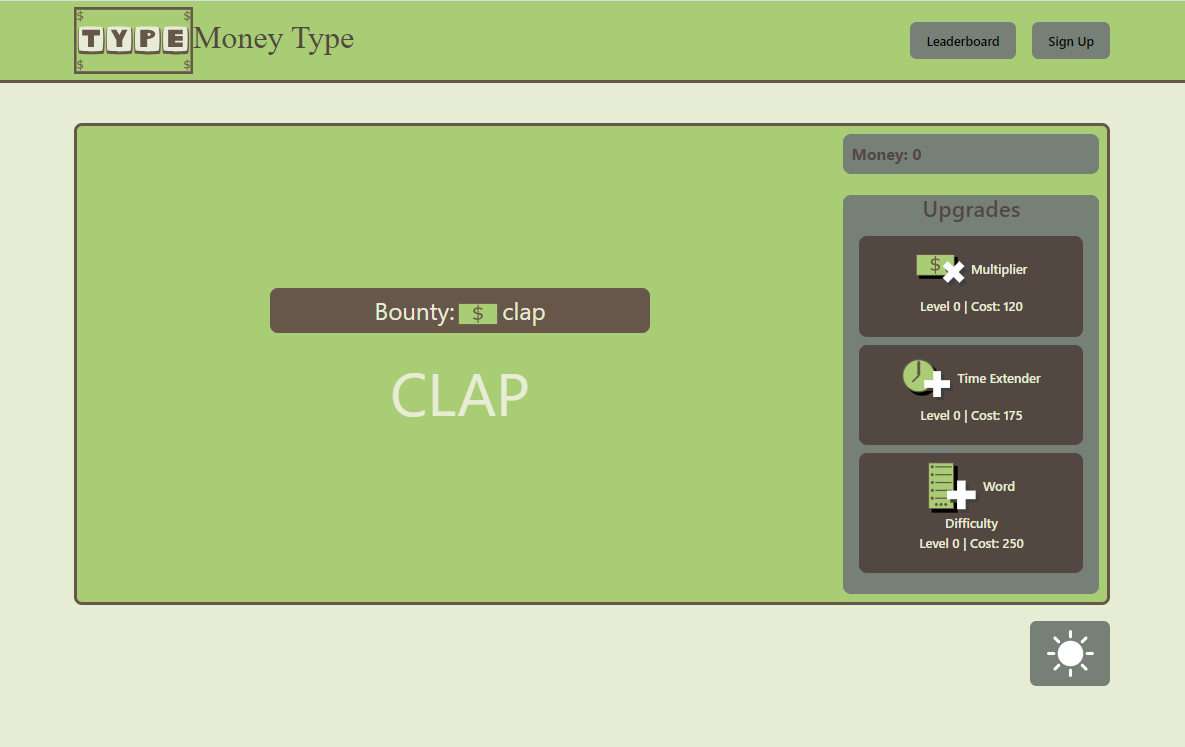 $ $
TYPE
$ $
Money Type
Leaderboard
Sign Up
Bounty: $ clap
CLAP
Money: 0
Upgrades
$ Multiplier
Level 0 | Cost: 120
Time Extender
Level 0 | Cost: 175
Word
Difficulty
Level 0 | Cost: 250